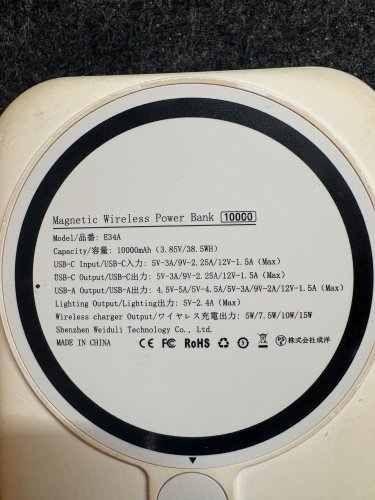 Magnetic Wireless Power Bank 10000
Model/品番: E34A
Capacity/容量: 10000mAh (3.85V/38.5WH)
USB-C Input/USB-C入力: 5V-3A/9V-2.25A/12V-1.5A (Max)
USB-C Output/USB-C出力: 5V-3A/9V-2.25A/12V-1.5A (Max)
USB-A Output/USB-A出力: 4.5V-5A/5V-4.5A/5V-3A/9V-2A/12V-1.5A (Max)
Lighting Output/Lighting出力: 5V-2.4A (Max)
Wireless charger Output/ワイヤレス充電出力: 5W/7.5W/10W/15W
Shenzhen Weiduli Technology Co., Ltd.
MADE IN CHINA CE FC RoHS PSE 株式会社成洋